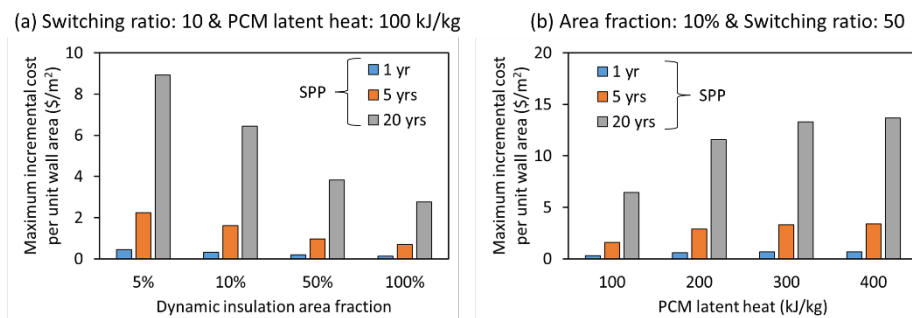 (a) Switching ratio: 10 & PCM latent heat: 100 kJ/kg
Maximum incremental cost
per unit wall area ($/m²)
10
8
6
4
2
0
SPP
1 yr
5 yrs
20 yrs
5%
10%
50%
100%
Dynamic insulation area fraction
(b) Area fraction: 10% & Switching ratio: 50
Maximum incremental cost
per unit wall area ($/m²)
20
15
10
5
0
1 yr
5 yrs
20 yrs
SPP
100
200
300
400
PCM latent heat (kJ/kg)